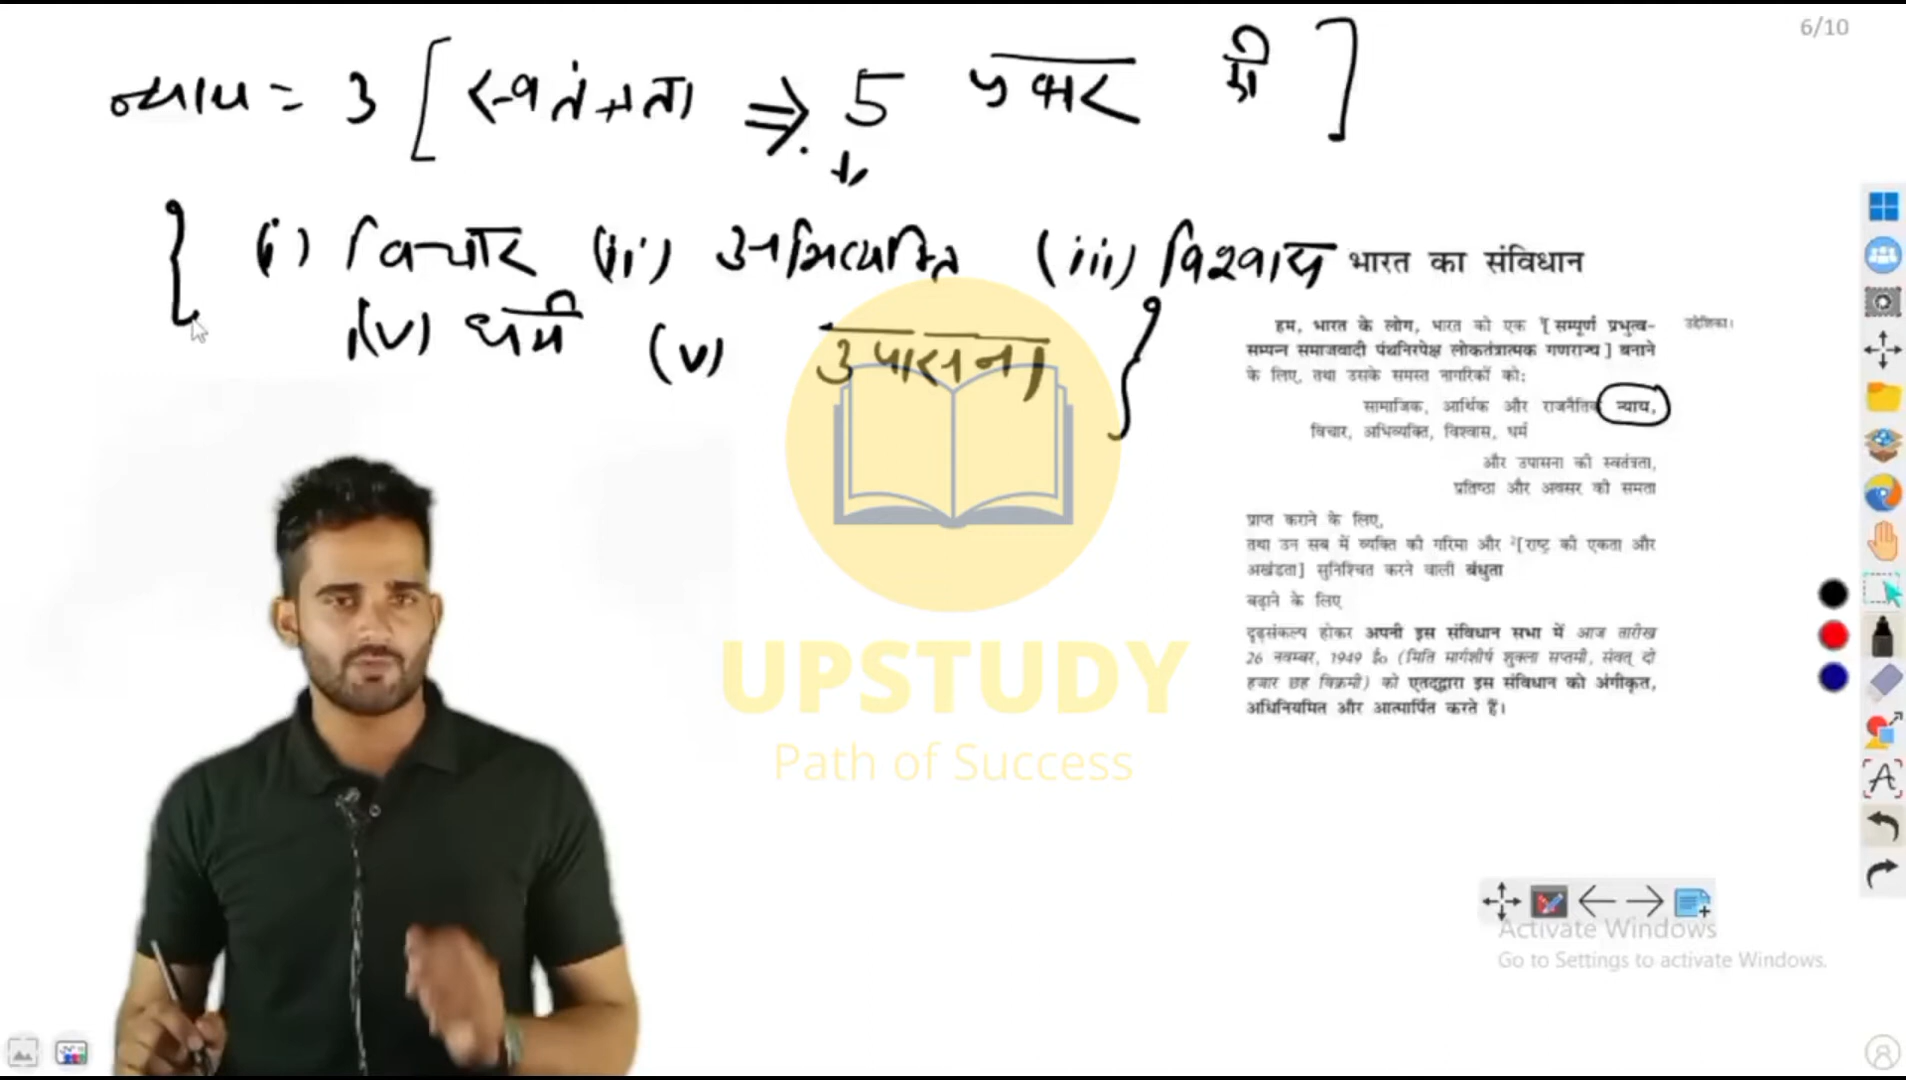 6/10
न्याय = 3 [ स्वतंत्रता ⇒ 5 प्रकार की ]
{ (i) विचार (ii) अभिव्यक्ति (iii) विश्वास
(iv) धर्म (v) उपासना }
भारत का संविधान
उद्देशिका।
हम, भारत के लोग, भारत को एक ¹[सम्पूर्ण प्रभुत्व-
सम्पन्न समाजवादी पंथनिरपेक्ष लोकतंत्रात्मक गणराज्य] बनाने
के लिए, तथा उसके समस्त नागरिकों को:
सामाजिक, आर्थिक और राजनैतिक न्याय,
विचार, अभिव्यक्ति, विश्वास, धर्म
और उपासना की स्वतंत्रता,
प्रतिष्ठा और अवसर की समता
प्राप्त कराने के लिए,
तथा उन सब में व्यक्ति की गरिमा और ²[राष्ट्र की एकता और
अखंडता] सुनिश्चित करने वाली बंधुता
बढ़ाने के लिए
दृढ़संकल्प होकर अपनी इस संविधान सभा में आज तारीख
26 नवम्बर, 1949 ई० (मिति मार्गशीर्ष शुक्ला सप्तमी, संवत् दो
हजार छह विक्रमी) को एतद्द्वारा इस संविधान को अंगीकृत,
अधिनियमित और आत्मार्पित करते हैं।
UPSTUDY
Path of Success
Activate Windows
Go to Settings to activate Windows.